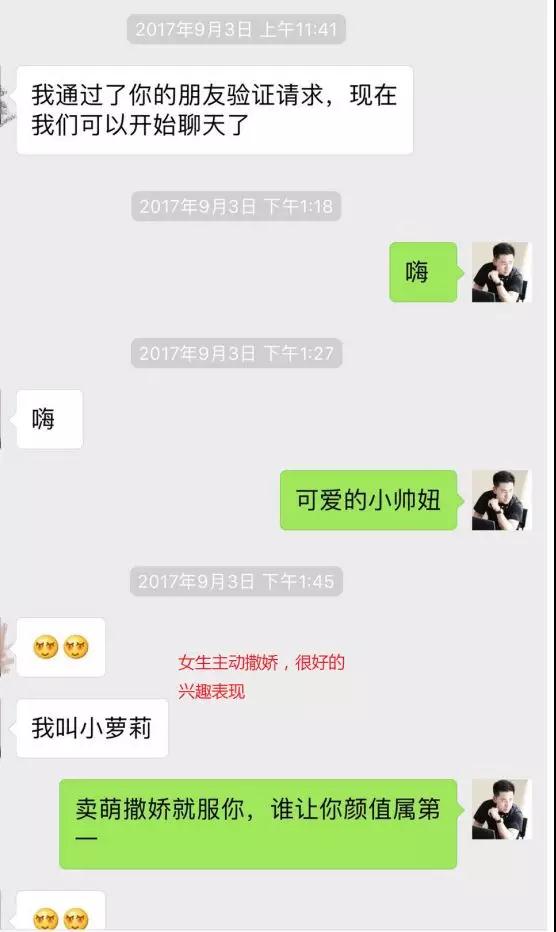 2017年9月3日 上午11:41
我通过了你的朋友验证请求，现在
我们可以开始聊天了
2017年9月3日 下午1:18
嗨
2017年9月3日 下午1:27
嗨
可爱的小帅妞
2017年9月3日 下午1:45
女生主动撒娇，很好的
兴趣表现
我叫小萝莉
卖萌撒娇就服你，谁让你颜值属第
一